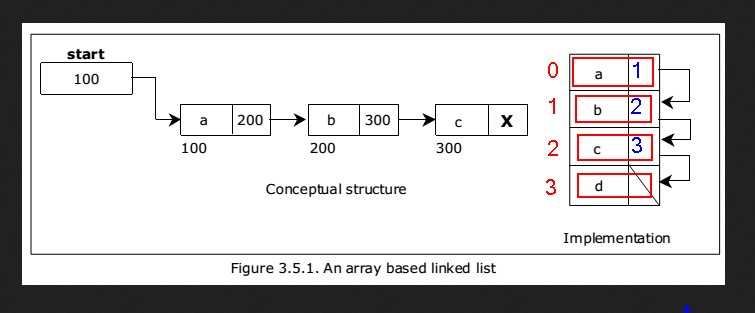 start
100
a 200
b 300
c X
100
200
300
Conceptual structure
0 a 1
1 b 2
2 c 3
3 d
Implementation
Figure 3.5.1. An array based linked list